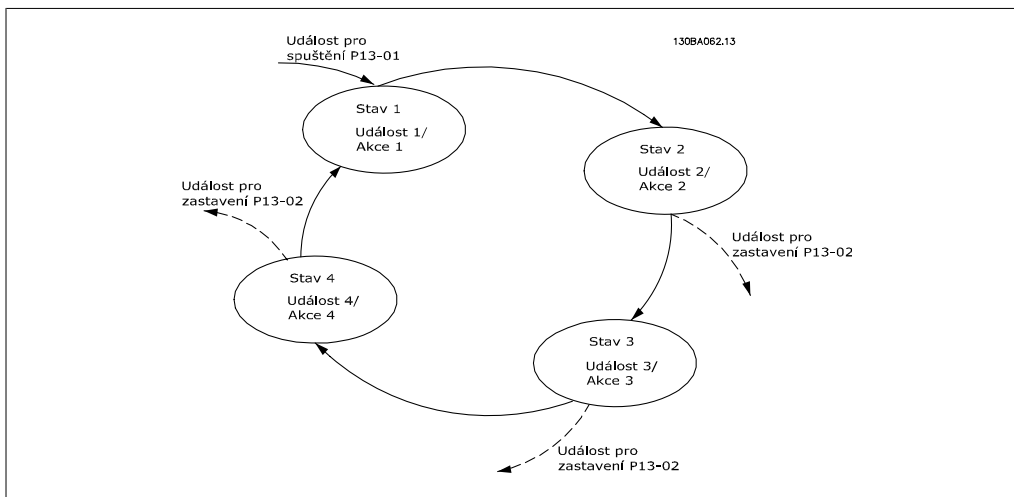 130BA062.13
Událost pro
spuštění P13-01
Stav 1
Událost 1/
Akce 1
Stav 2
Událost 2/
Akce 2
Událost pro
zastavení P13-02
Událost pro
zastavení P13-02
Stav 4
Událost 4/
Akce 4
Stav 3
Událost 3/
Akce 3
Událost pro
zastavení P13-02